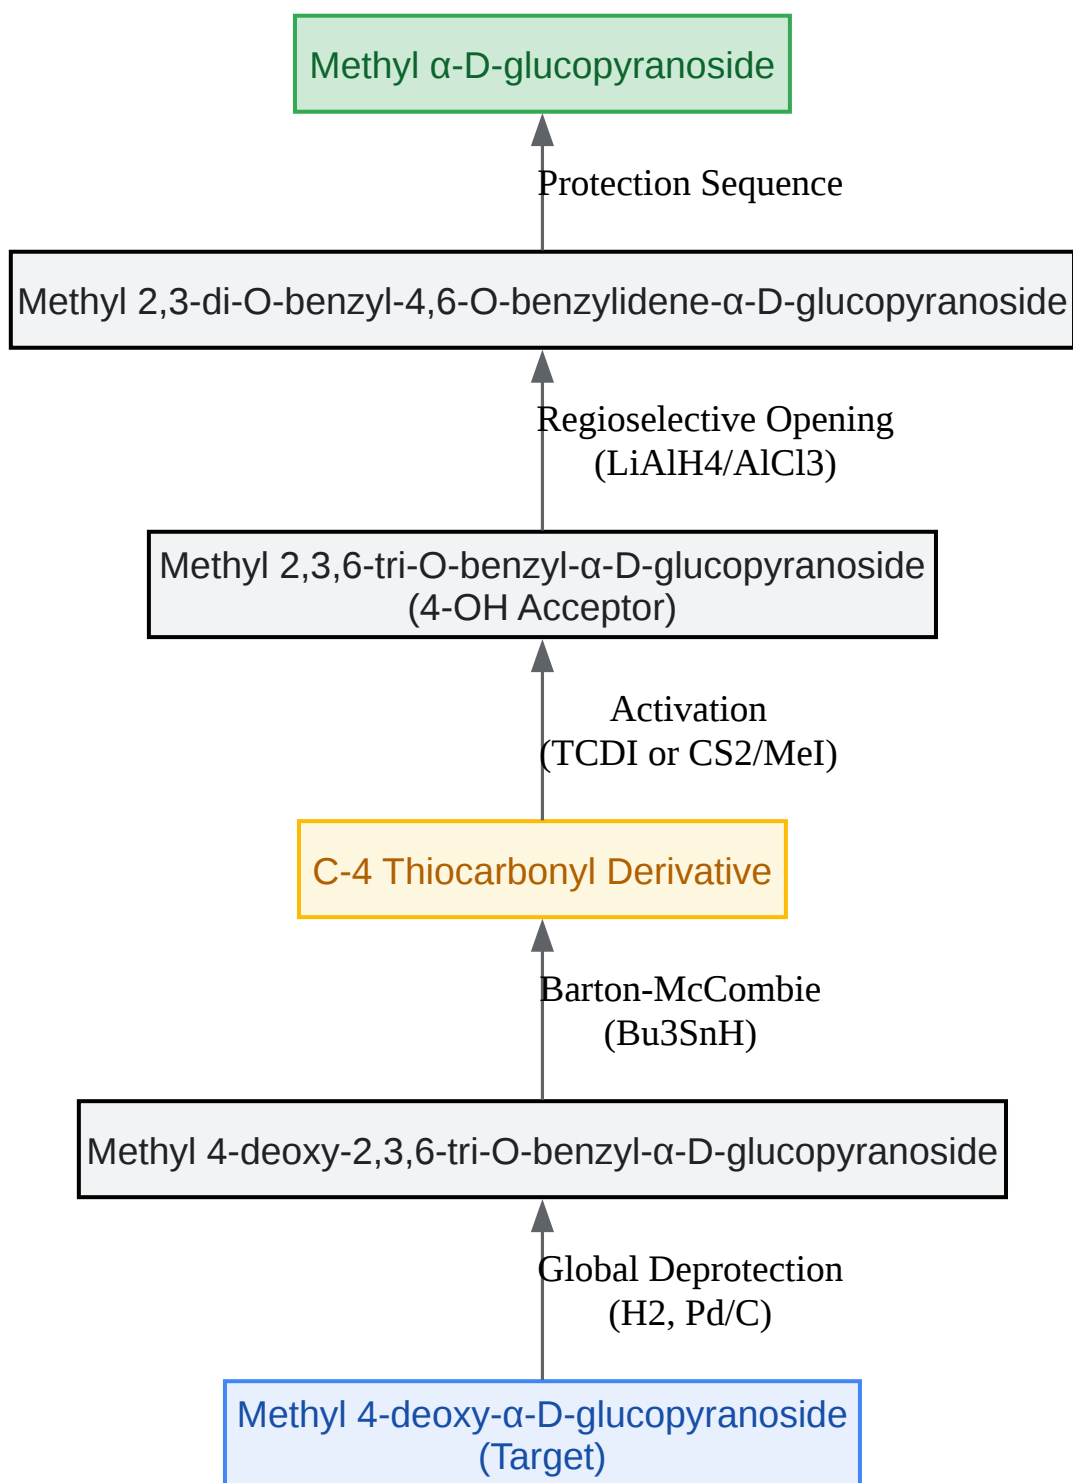 Methyl α-D-glucopyranoside
Protection Sequence
Methyl 2,3-di-O-benzyl-4,6-O-benzylidene-α-D-glucopyranoside
Regioselective Opening
(LiAlH4/AlCl3)
Methyl 2,3,6-tri-O-benzyl-α-D-glucopyranoside
(4-OH Acceptor)
Activation
(TCDI or CS2/MeI)
C-4 Thiocarbonyl Derivative
Barton-McCombie
(Bu3SnH)
Methyl 4-deoxy-2,3,6-tri-O-benzyl-α-D-glucopyranoside
Global Deprotection
(H2, Pd/C)
Methyl 4-deoxy-α-D-glucopyranoside
(Target)